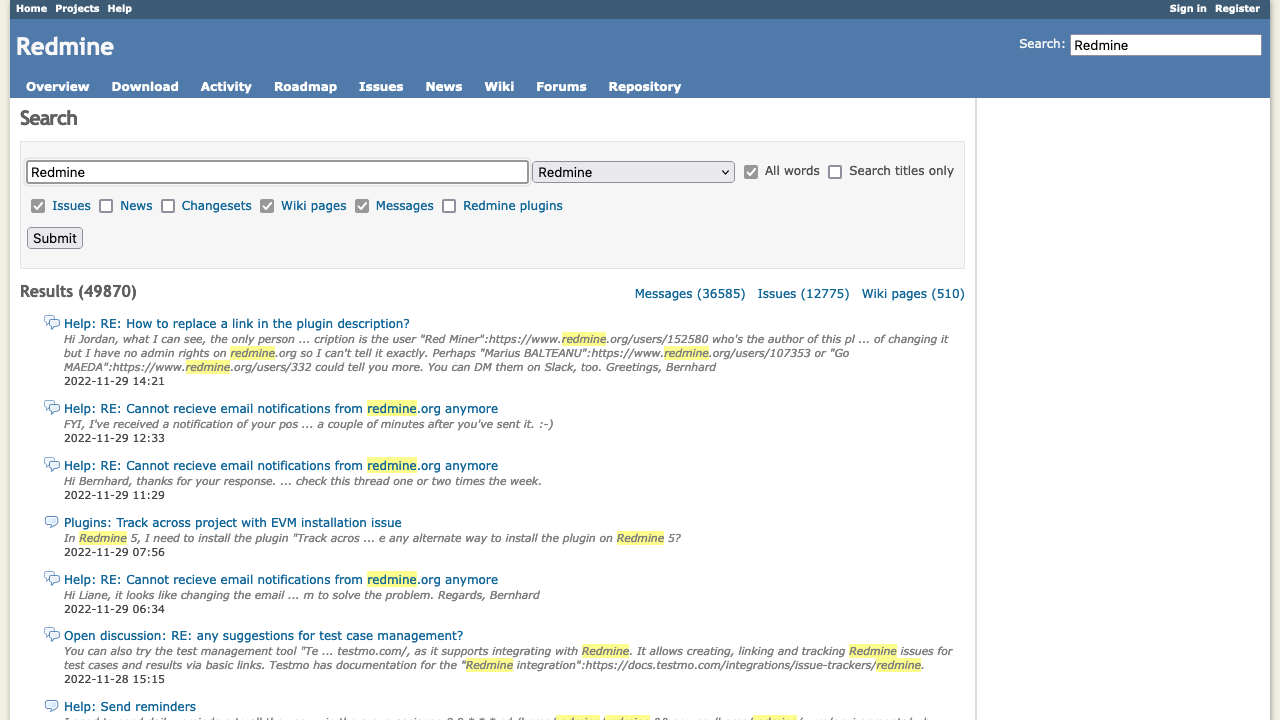 Home Projects Help Sign in Register
Redmine Search: Redmine
Overview Download Activity Roadmap Issues News Wiki Forums Repository
Search
Redmine Redmine All words Search titles only
Issues News Changesets Wiki pages Messages Redmine plugins
Submit
Results (49870) Messages (36585) Issues (12775) Wiki pages (510)
Help: RE: How to replace a link in the plugin description?
Hi Jordan, what I can see, the only person ... cription is the user "Red Miner":https://www.redmine.org/users/152580 who's the author of this pl ... of changing it
but I have no admin rights on redmine.org so I can't tell it exactly. Perhaps "Marius BALTEANU":https://www.redmine.org/users/107353 or "Go
MAEDA":https://www.redmine.org/users/332 could tell you more. You can DM them on Slack, too. Greetings, Bernhard
2022-11-29 14:21
Help: RE: Cannot recieve email notifications from redmine.org anymore
FYI, I've received a notification of your pos ... a couple of minutes after you've sent it. :-)
2022-11-29 12:33
Help: RE: Cannot recieve email notifications from redmine.org anymore
Hi Bernhard, thanks for your response. ... check this thread one or two times the week.
2022-11-29 11:29
Plugins: Track across project with EVM installation issue
In Redmine 5, I need to install the plugin "Track acros ... e any alternate way to install the plugin on Redmine 5?
2022-11-29 07:56
Help: RE: Cannot recieve email notifications from redmine.org anymore
Hi Liane, it looks like changing the email ... m to solve the problem. Regards, Bernhard
2022-11-29 06:34
Open discussion: RE: any suggestions for test case management?
You can also try the test management tool "Te ... testmo.com/, as it supports integrating with Redmine. It allows creating, linking and tracking Redmine issues for
test cases and results via basic links. Testmo has documentation for the "Redmine integration":https://docs.testmo.com/integrations/issue-trackers/redmine.
2022-11-28 15:15
Help: Send reminders